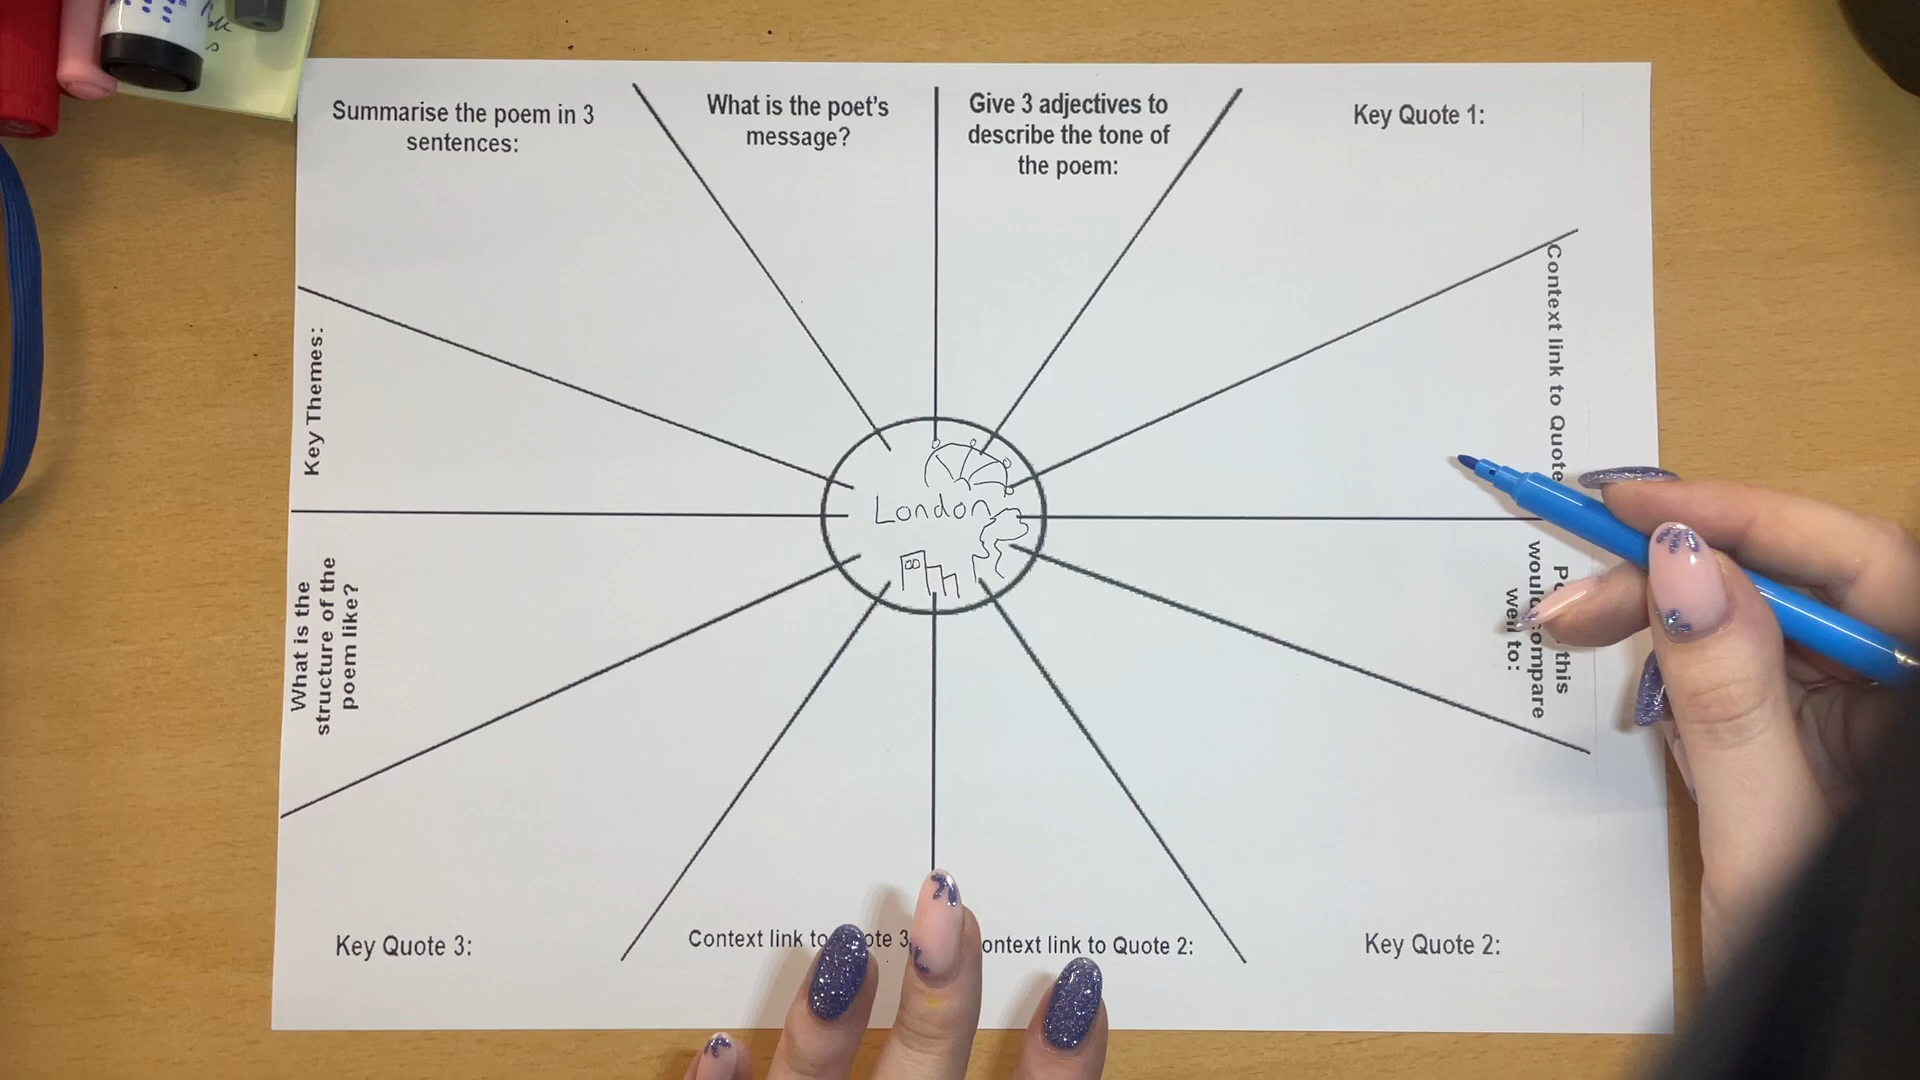 Summarise the poem in 3
sentences:
What is the poet's
message?
Give 3 adjectives to
describe the tone of
the poem:
Key Quote 1:
Context link to Quote
this
would compare
well to:
Key Quote 2:
ontext link to Quote 2:
Context link to ote 3
Key Quote 3:
What is the
structure of the
poem like?
Key Themes:
London